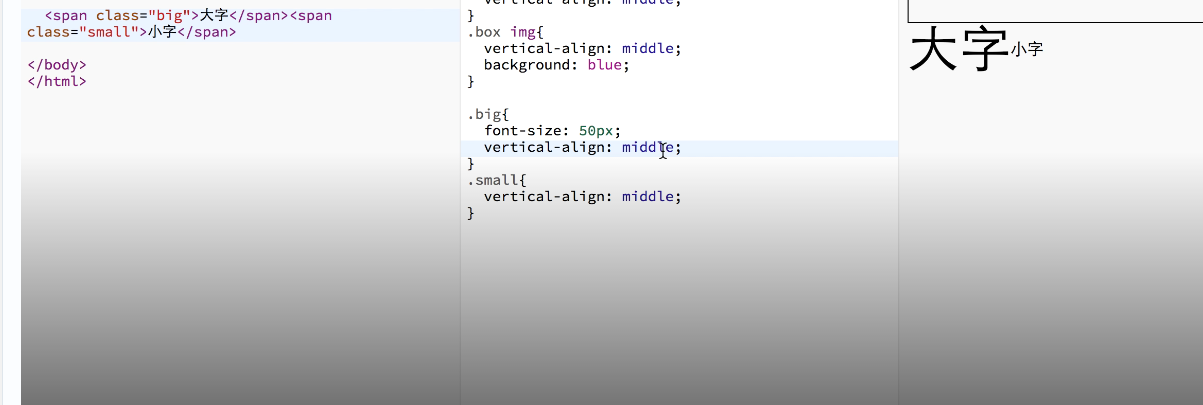 <span class="big">大字</span><span
class="small">小字</span>
</body>
</html>
vertical-align: middle;
}
.box img{
vertical-align: middle;
background: blue;
}
.big{
font-size: 50px;
vertical-align: middle;
}
.small{
vertical-align: middle;
}
大字小字